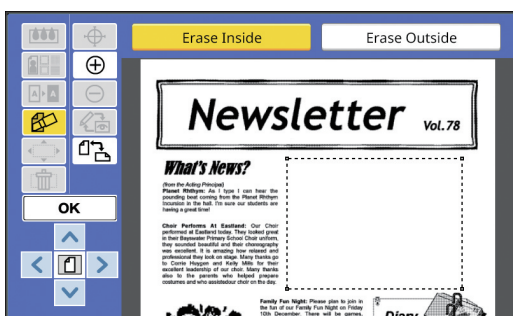 Erase Inside
Erase Outside
OK
Newsletter Vol.78
What's News?
(from the Acting Principal)
Planet Rhthym: As I type I can hear the
pounding beat coming from the Planet Rhthym
Incursion in the hall. I'm sure our students are
having a great time!
Choir Performs At Eastland: Our Choir
performed at Eastland today. They looked great
in their Bayswater Primary School Choir uniform,
they sounded beautiful and their choreography
was excellent. It is amazing how relaxed and
professional they look on stage. Many thanks go
to Corrie Huygen and Kelly Mills for their
excellent leadership of our choir. Many thanks
also to the parents who helped prepare
costumes and who assistedour choir on the day.
Family Fun Night: Please plan to join in
the fun of our Family Fun Night on Friday
10th December. There will be games,
Diary